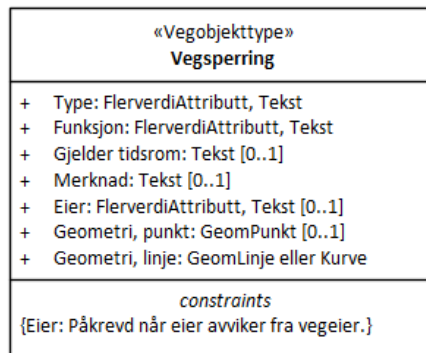 «Vegobjekttype»
Vegsperring
+ Type: FlerverdiAttributt, Tekst
+ Funksjon: FlerverdiAttributt, Tekst
+ Gjelder tidsrom: Tekst [0..1]
+ Merknad: Tekst [0..1]
+ Eier: FlerverdiAttributt, Tekst [0..1]
+ Geometri, punkt: GeomPunkt [0..1]
+ Geometri, linje: GeomLinje eller Kurve
constraints
{Eier: Påkrevd når eier avviker fra vegeier.}